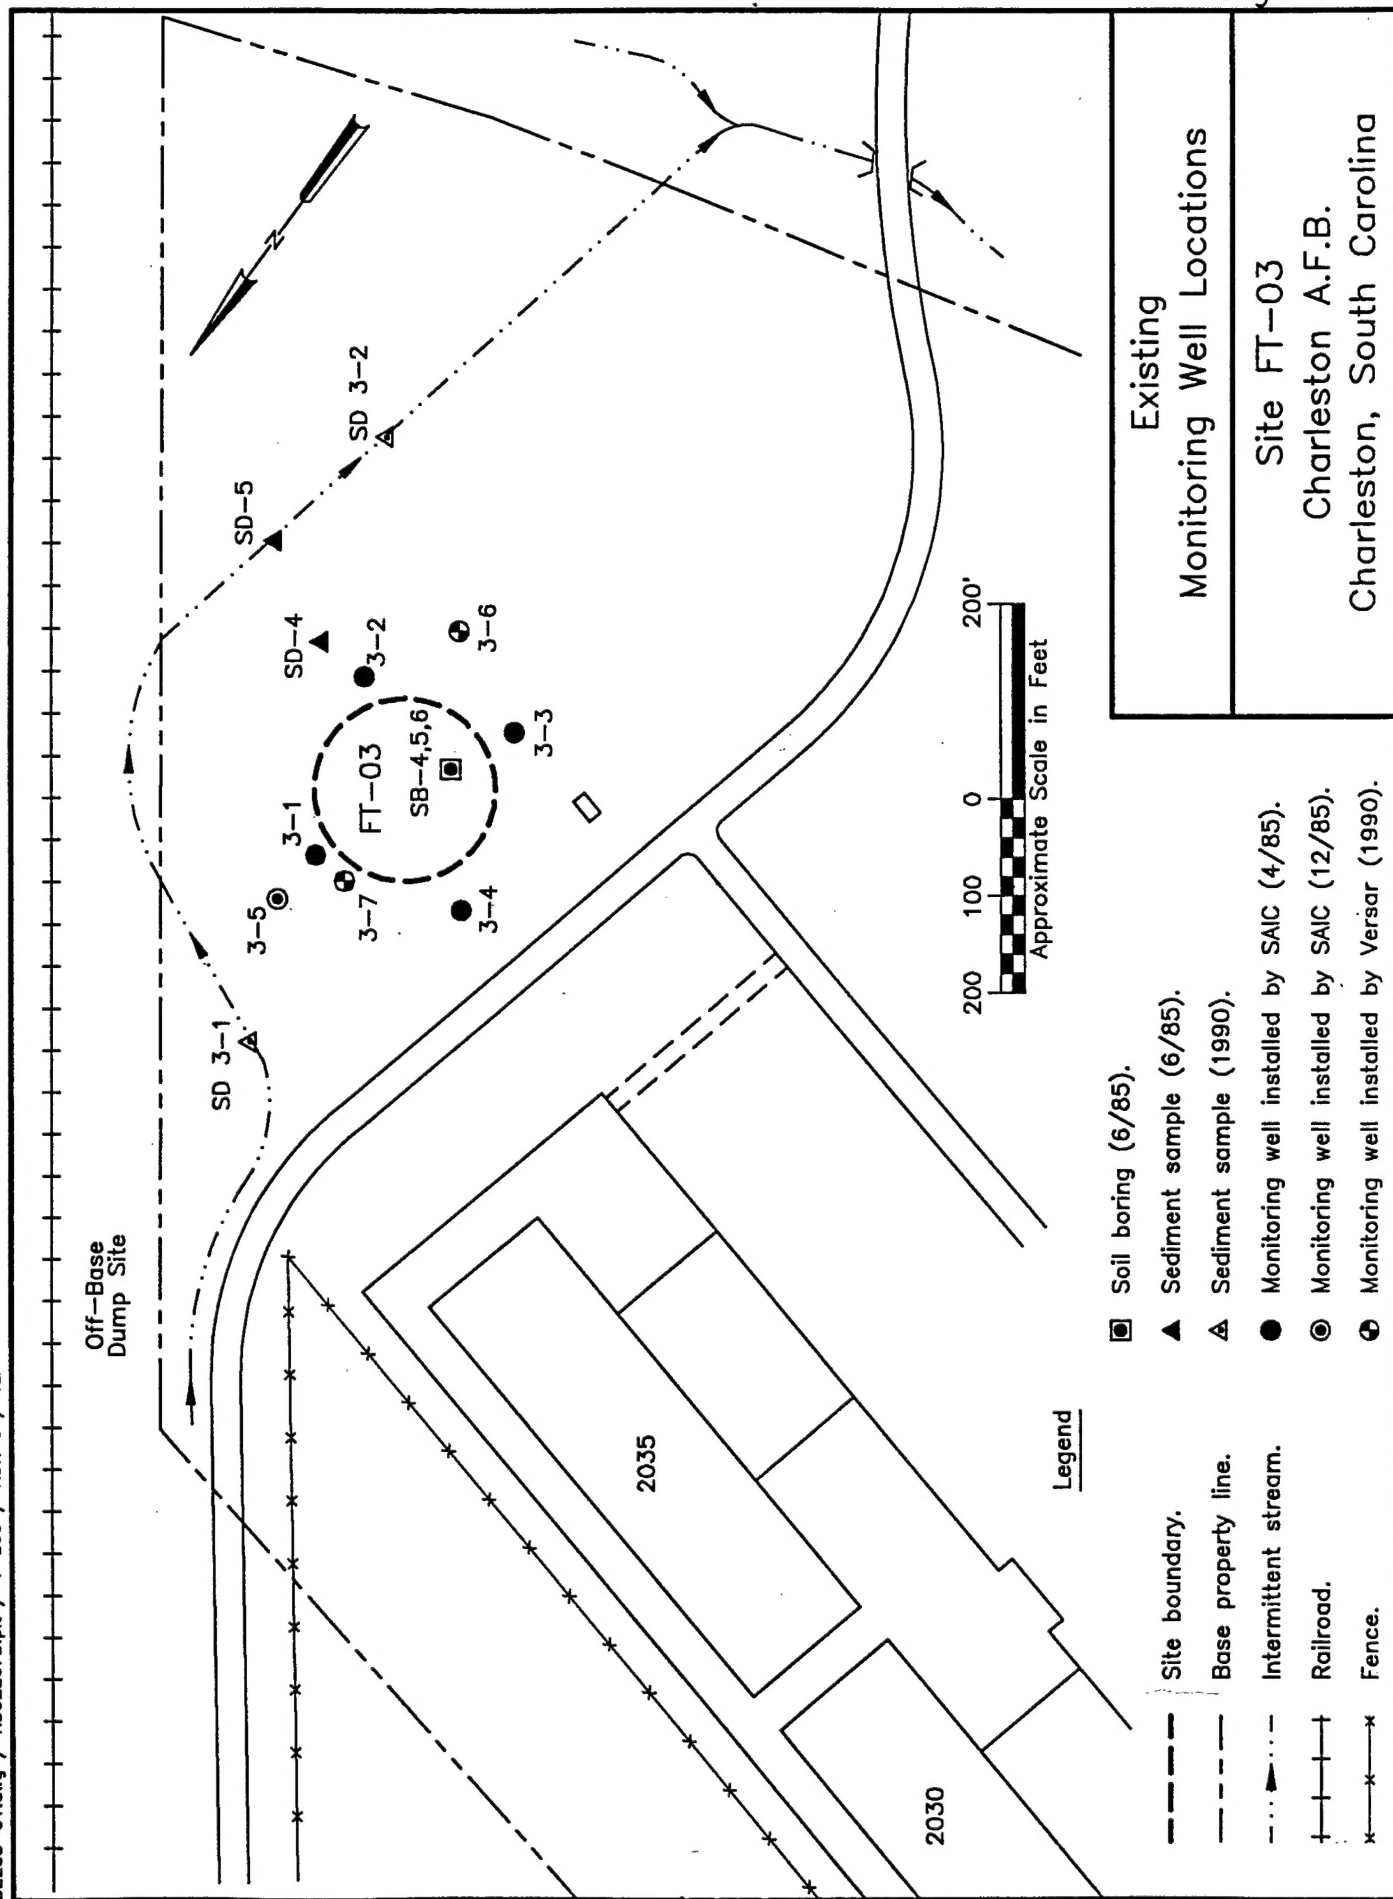 Off-Base
Dump Site
SD 3-1
3-5
3-1
3-7
3-4
FT-03
SB-4,5,6
SD-4
3-2
3-3
3-6
SD-5
SD 3-2
N
2035
2030
200 100 0 200'
Approximate Scale in Feet
Legend
Site boundary.
Base property line.
Intermittent stream.
Railroad.
Fence.
Soil boring (6/85).
Sediment sample (6/85).
Sediment sample (1990).
Monitoring well installed by SAIC (4/85).
Monitoring well installed by SAIC (12/85).
Monitoring well installed by Versar (1990).
Existing
Monitoring Well Locations
Site FT-03
Charleston A.F.B.
Charleston, South Carolina